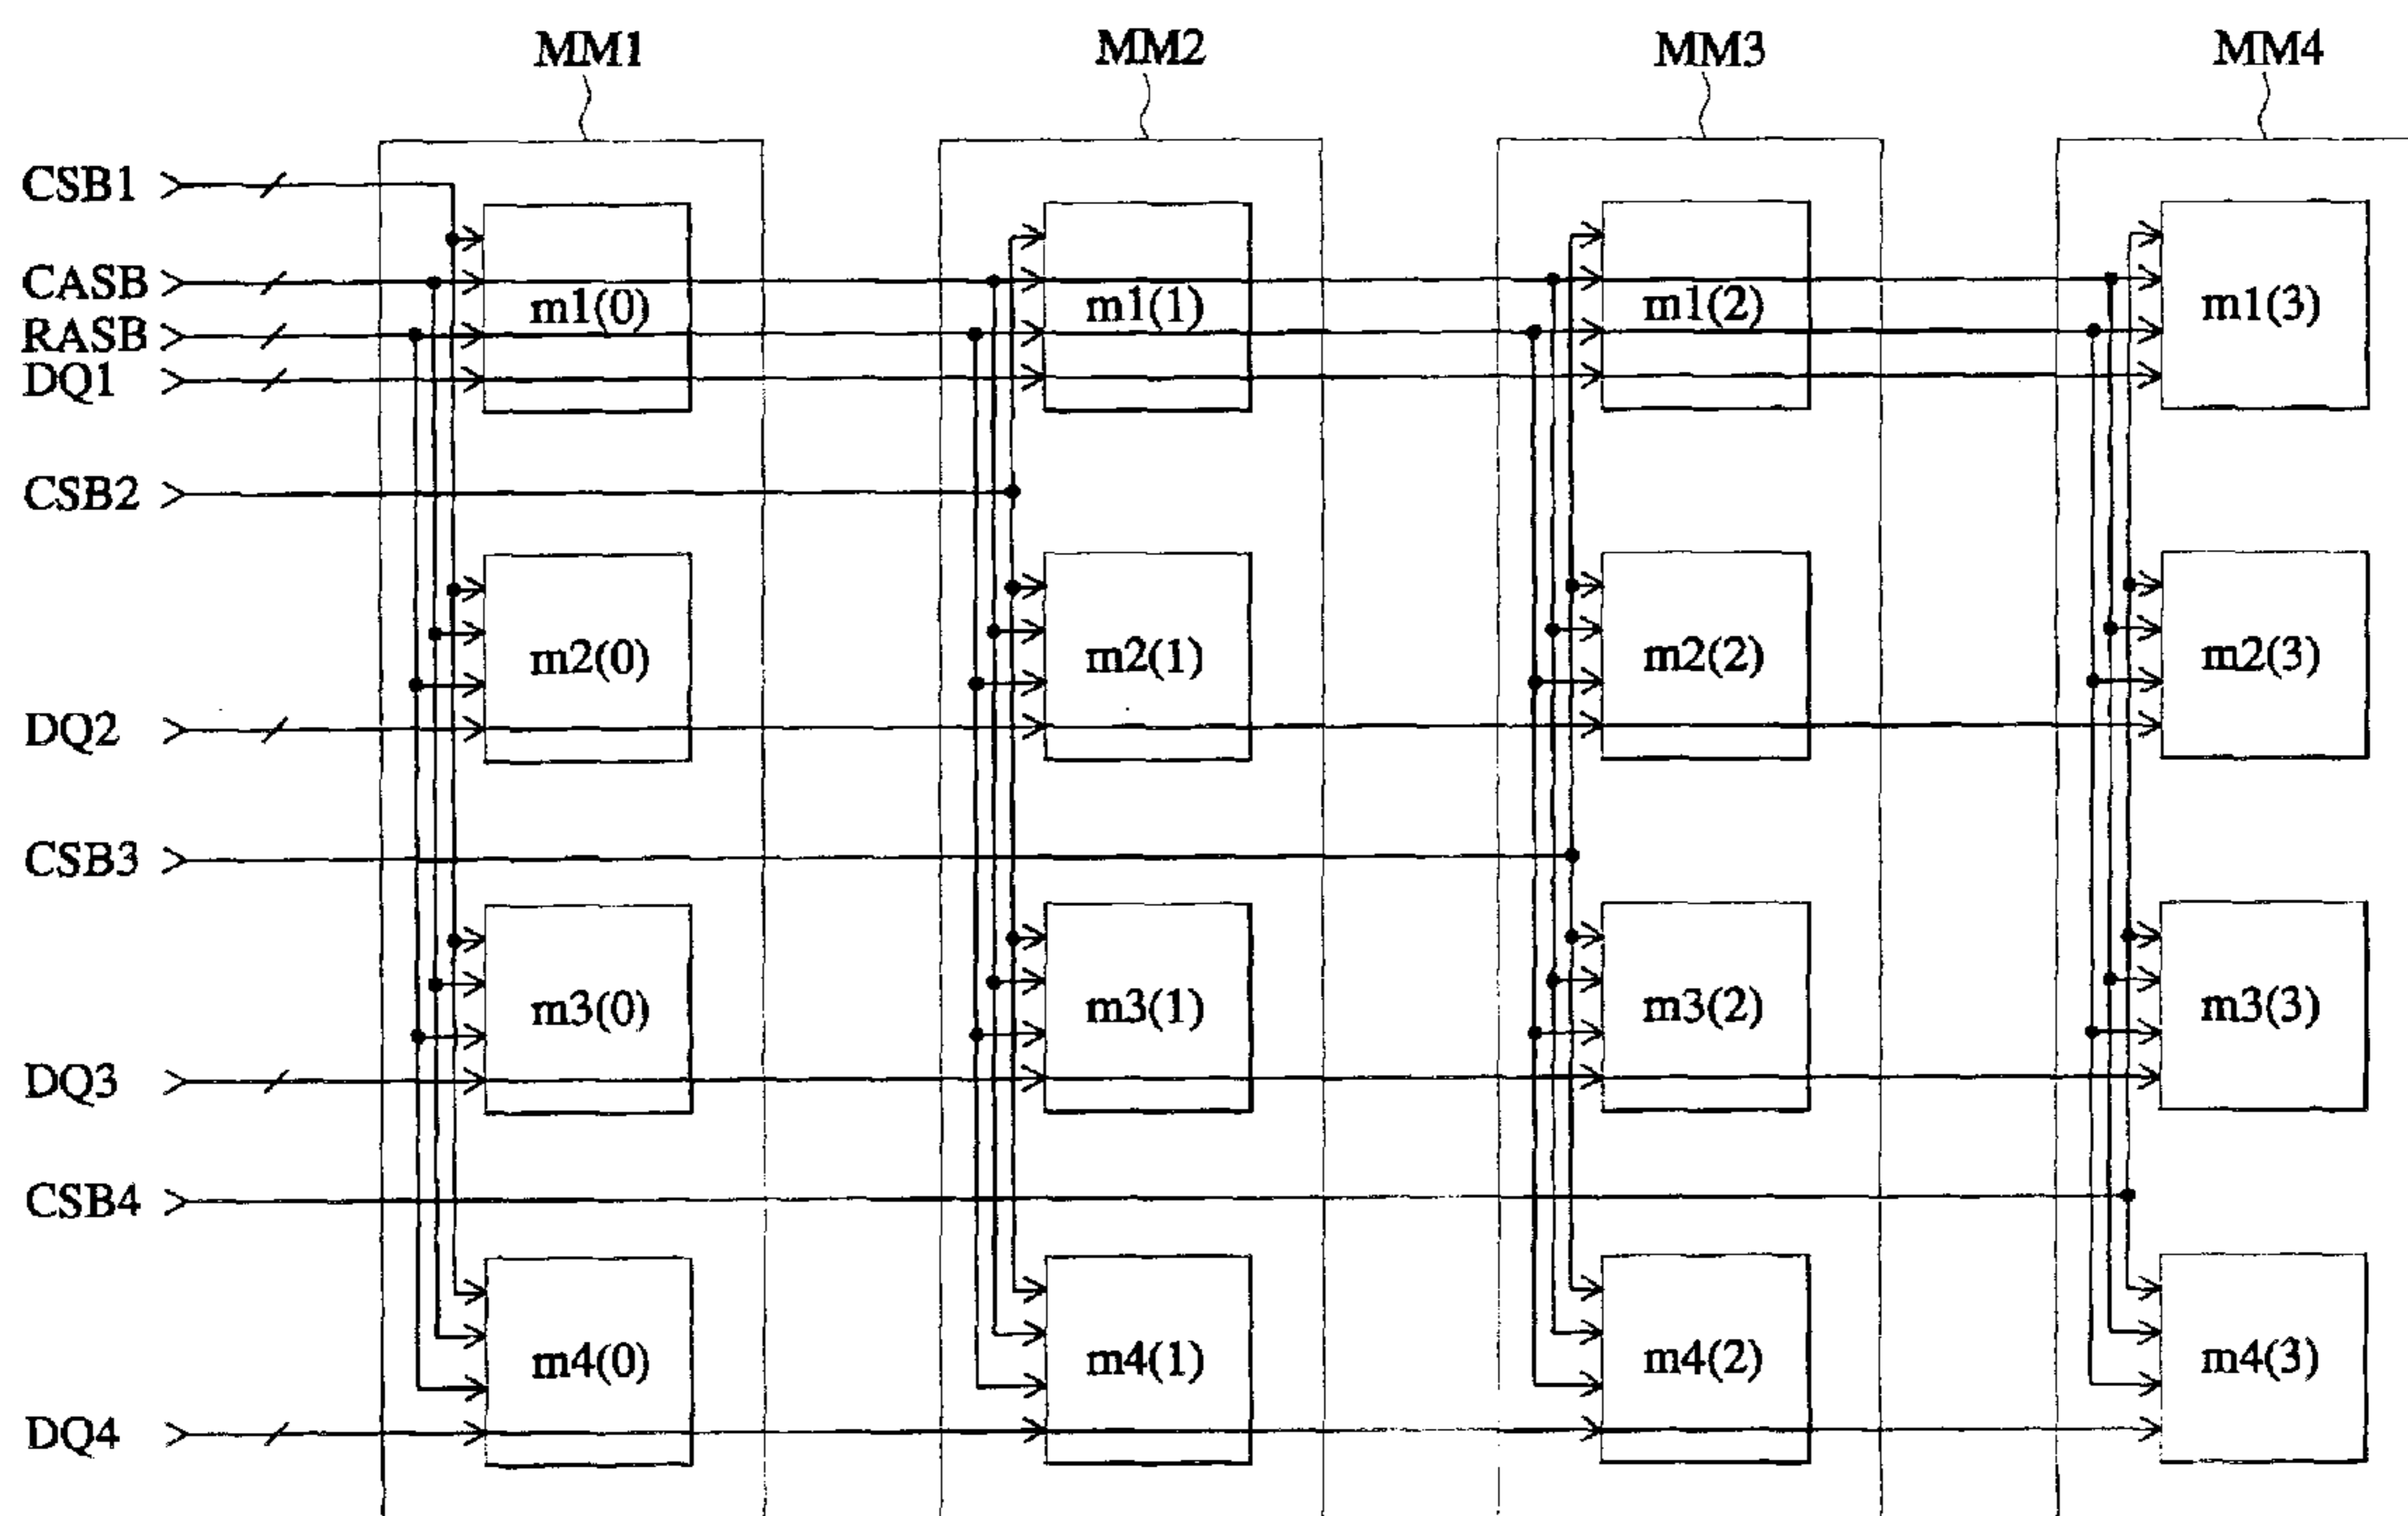 MM1 MM2 MM3 MM4
CSB1
CASB
m1(0) m1(1) m1(2) m1(3)
RASB
DQ1
CSB2
m2(0) m2(1) m2(2) m2(3)
DQ2
CSB3
m3(0) m3(1) m3(2) m3(3)
DQ3
CSB4
m4(0) m4(1) m4(2) m4(3)
DQ4